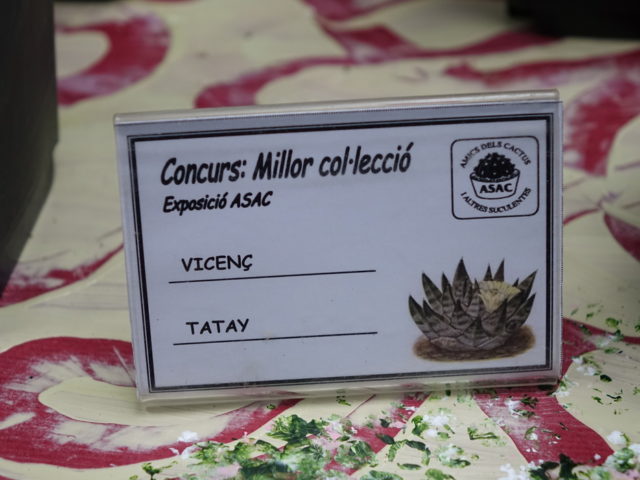 Concurs: Millor col·lecció
Exposició ASAC
AMICS DELS CACTUS
ASAC
I ALTRES SUCULENTES
VICENÇ
TATAY